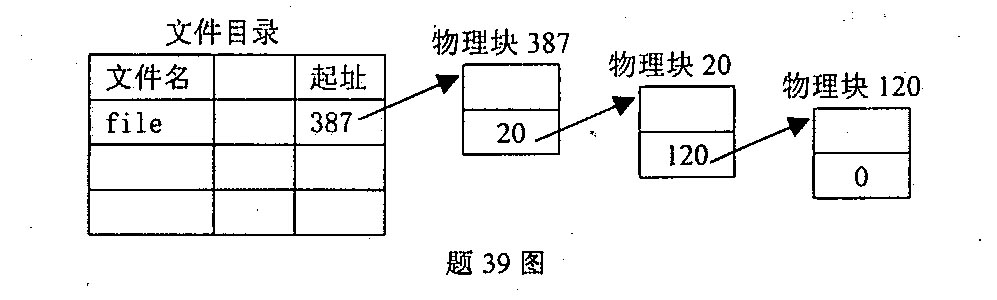 文件目录
文件名 起址
file 387
物理块 387
20
物理块 20
120
物理块 120
0
题 39 图